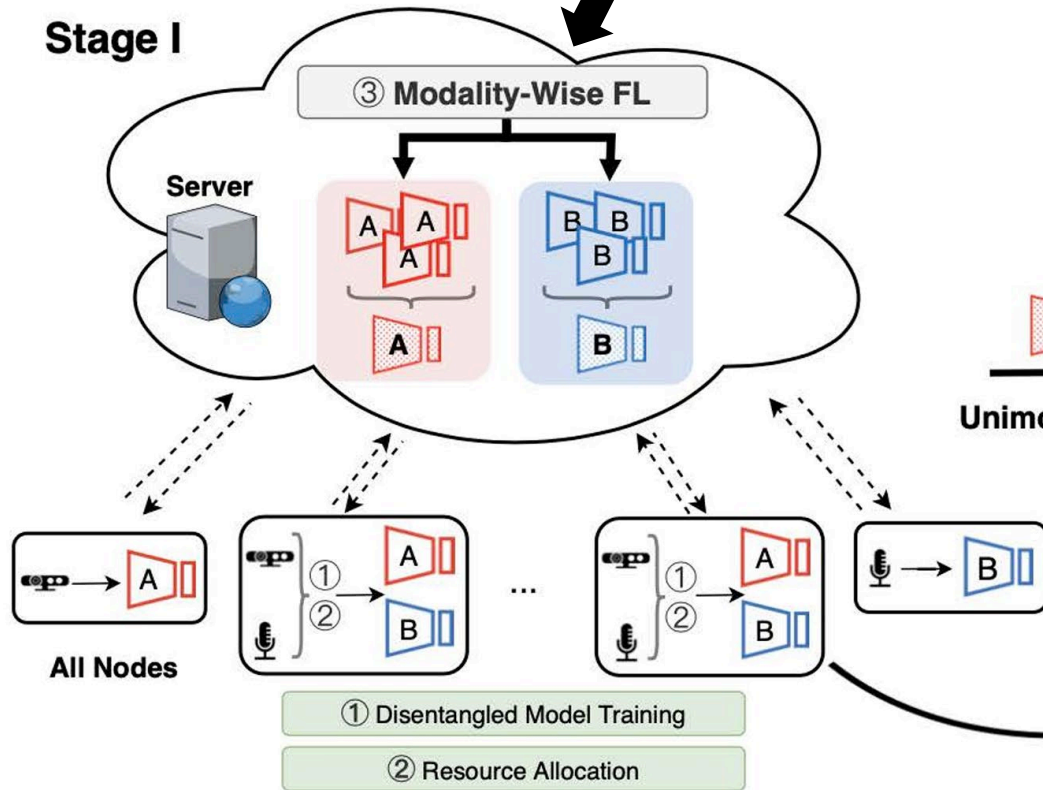 Stage I
③ Modality-Wise FL
Server
A
A
A
B
B
B
A
B
Unimo
A
A
B
...
A
B
B
①
②
①
②
All Nodes
① Disentangled Model Training
② Resource Allocation